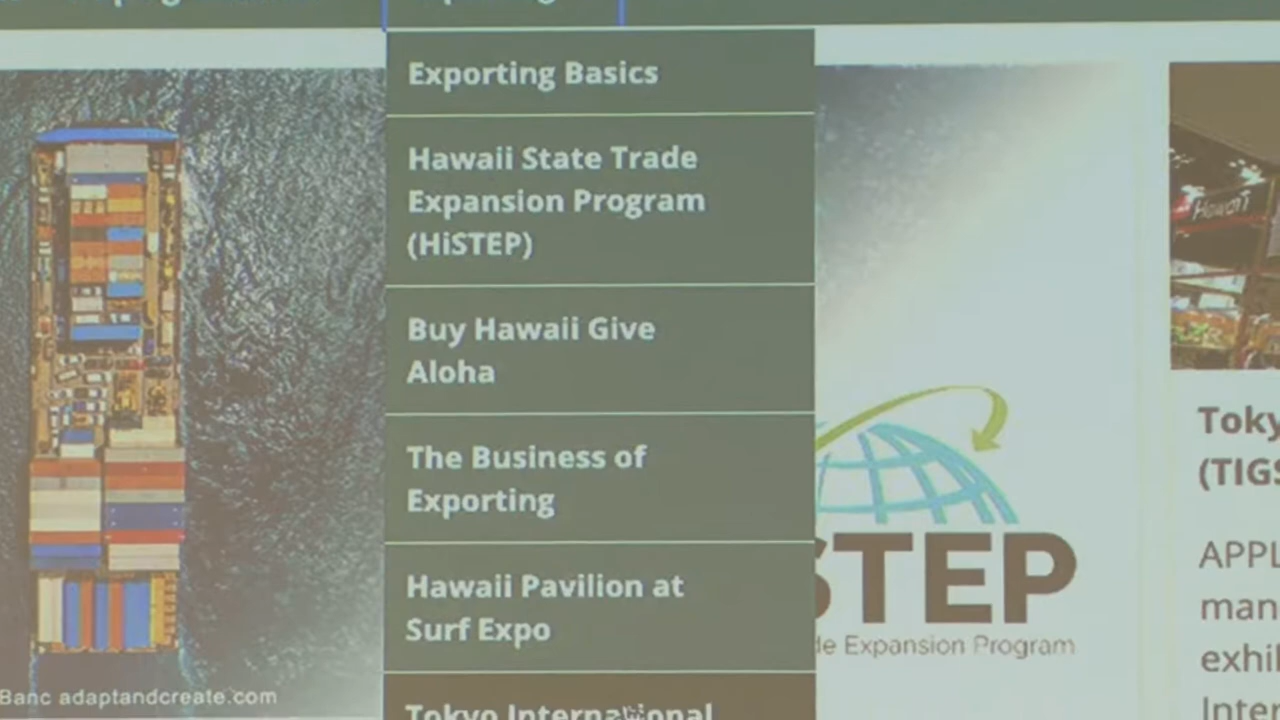 Exporting Basics
Hawaii State Trade
Expansion Program
(HiSTEP)
Buy Hawaii Give
Aloha
The Business of
Exporting
Hawaii Pavilion at
Surf Expo
Tokyo International
Banc adaptandcreate.com
STEP
de Expansion Program
Hawaii
Toky
(TIGS
APPL
man
exhil
Inter